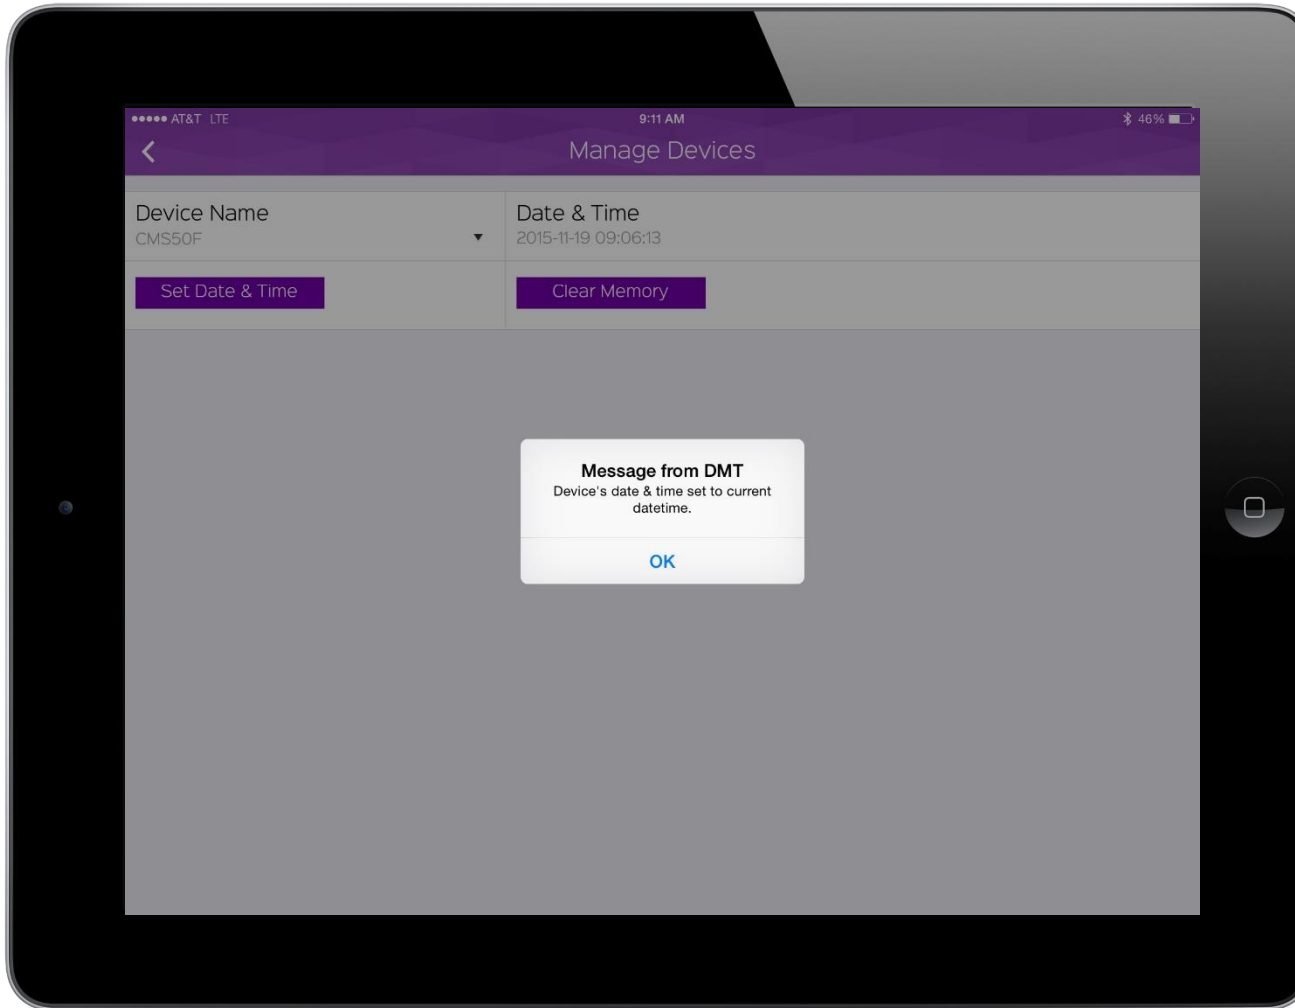 AT&T LTE
9:11 AM
46%
Manage Devices
Device Name
CMS50F
Date & Time
2015-11-19 09:06:13
Set Date & Time
Clear Memory
Message from DMT
Device's date & time set to current
datetime.
OK